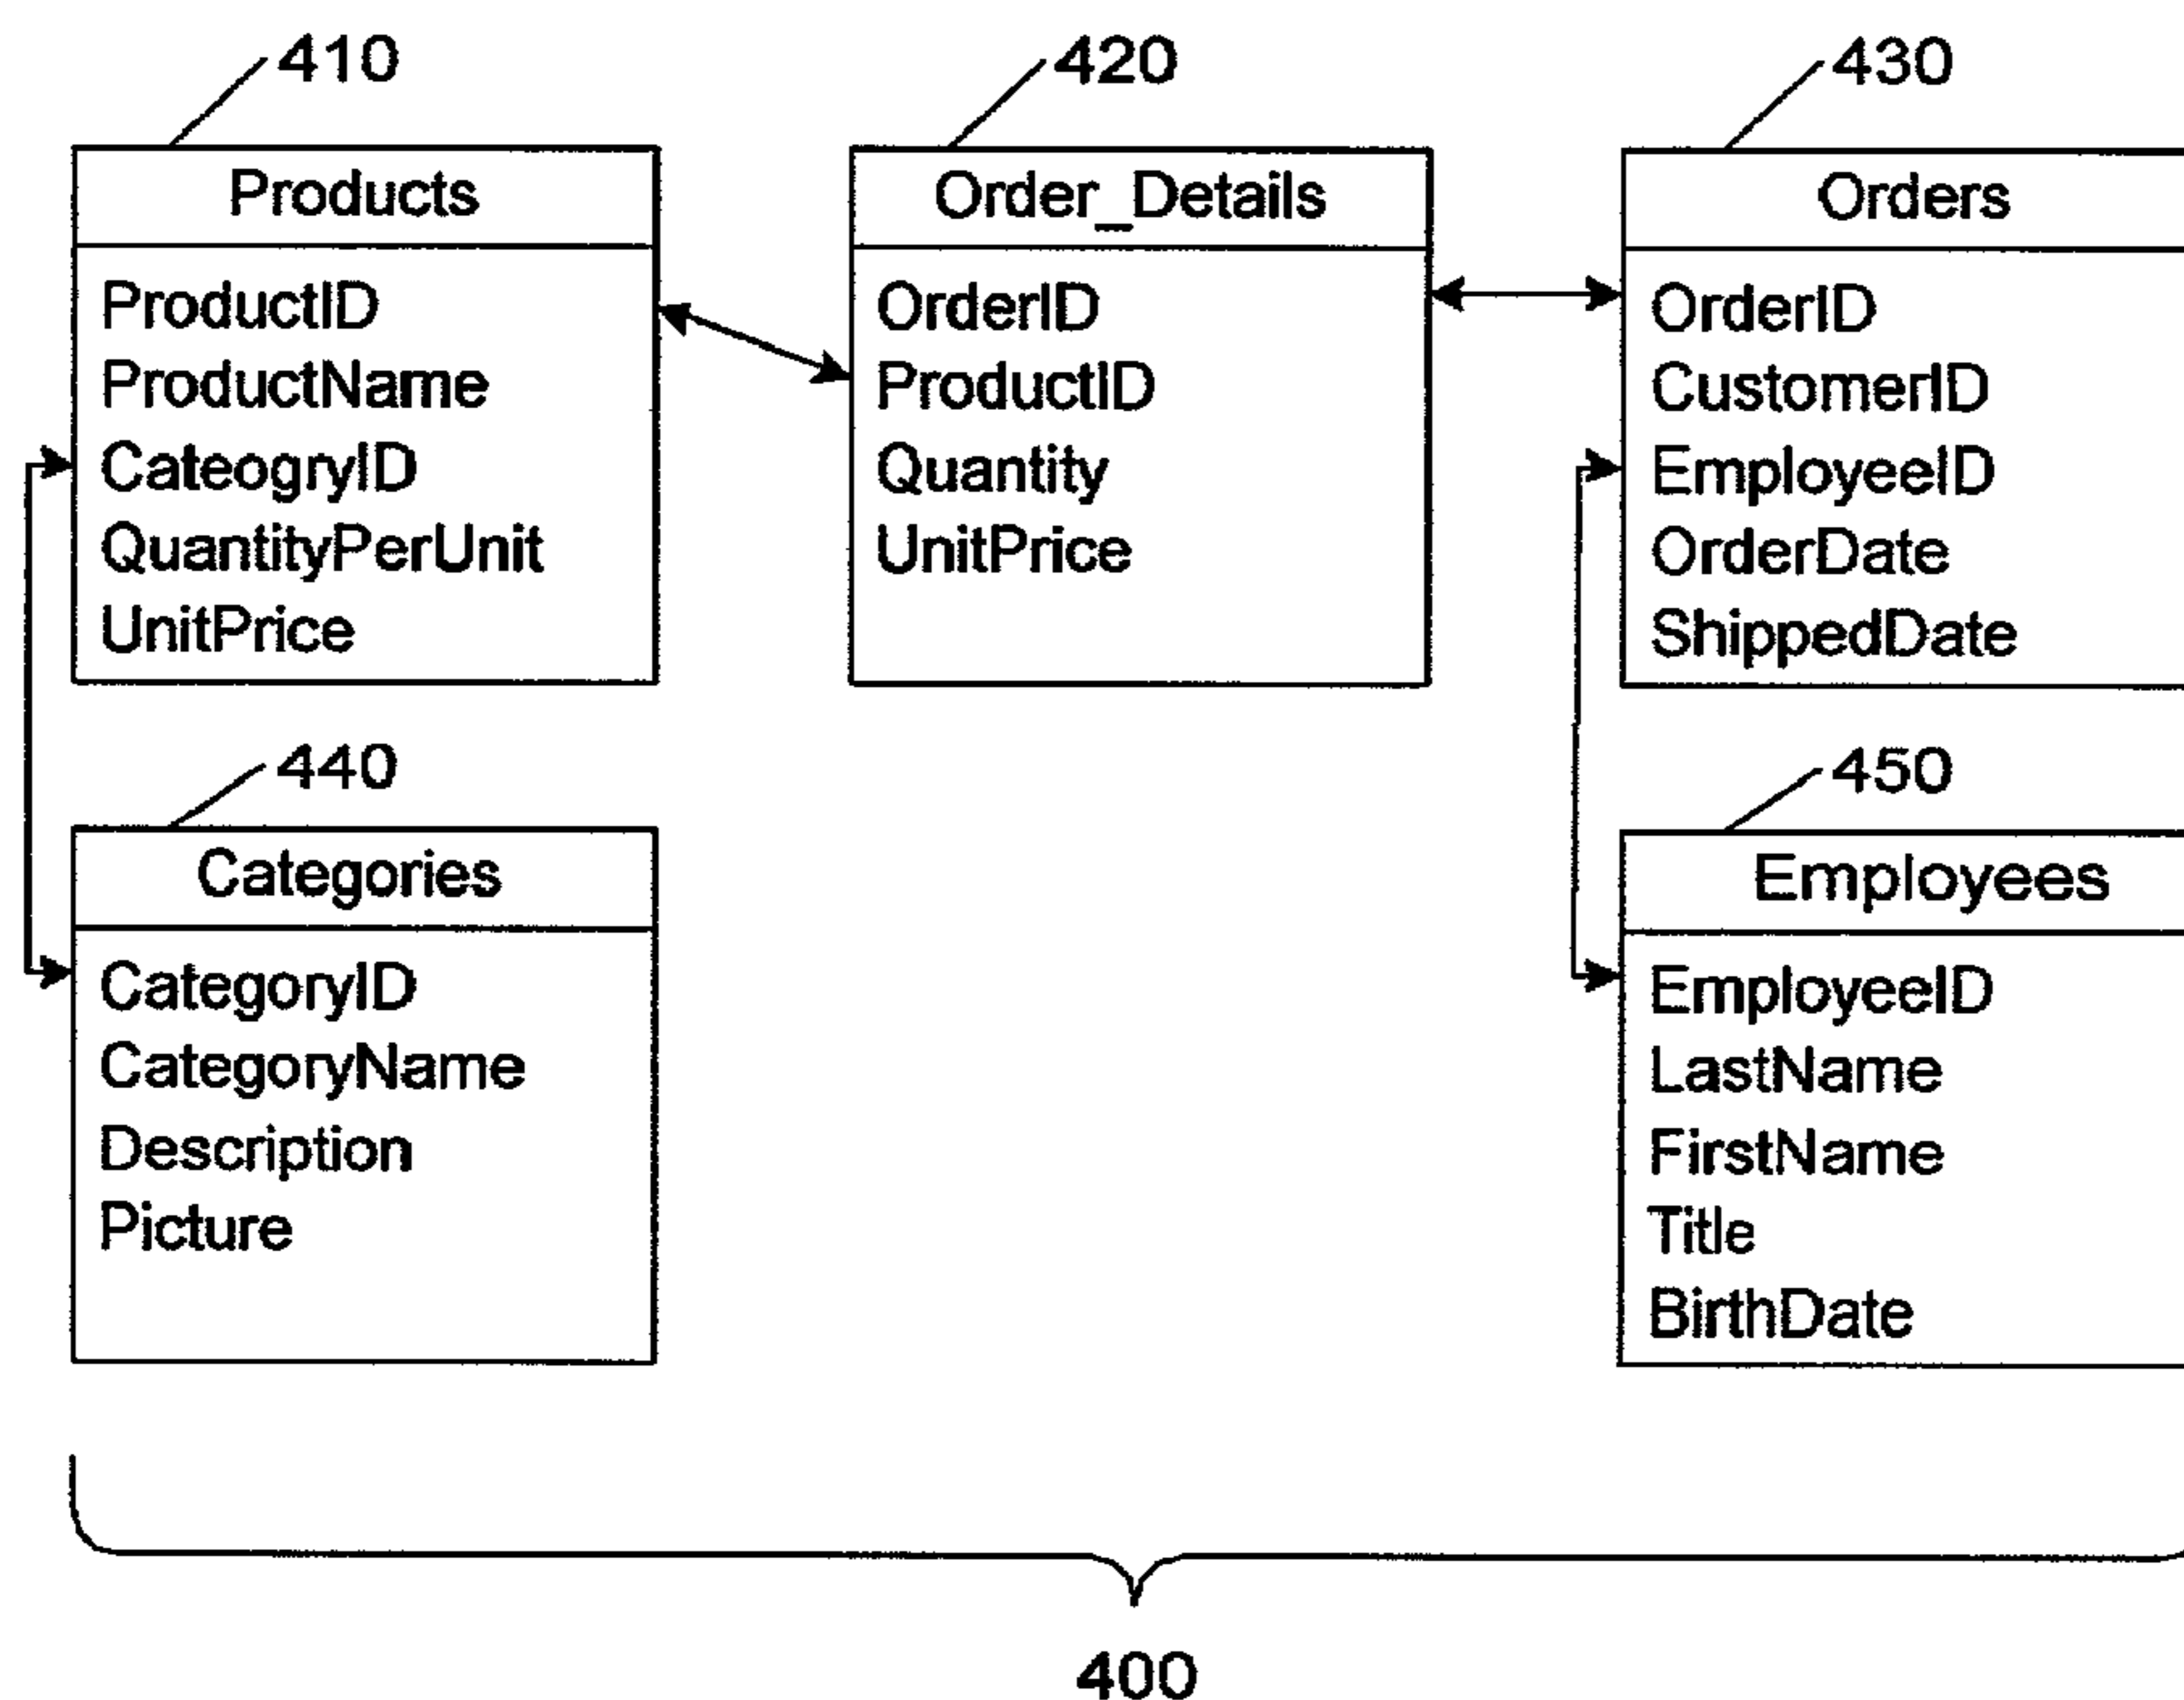 410
Products
ProductID
ProductName
CateogryID
QuantityPerUnit
UnitPrice
420
Order_Details
OrderID
ProductID
Quantity
UnitPrice
430
Orders
OrderID
CustomerID
EmployeeID
OrderDate
ShippedDate
440
Categories
CategoryID
CategoryName
Description
Picture
450
Employees
EmployeeID
LastName
FirstName
Title
BirthDate
400